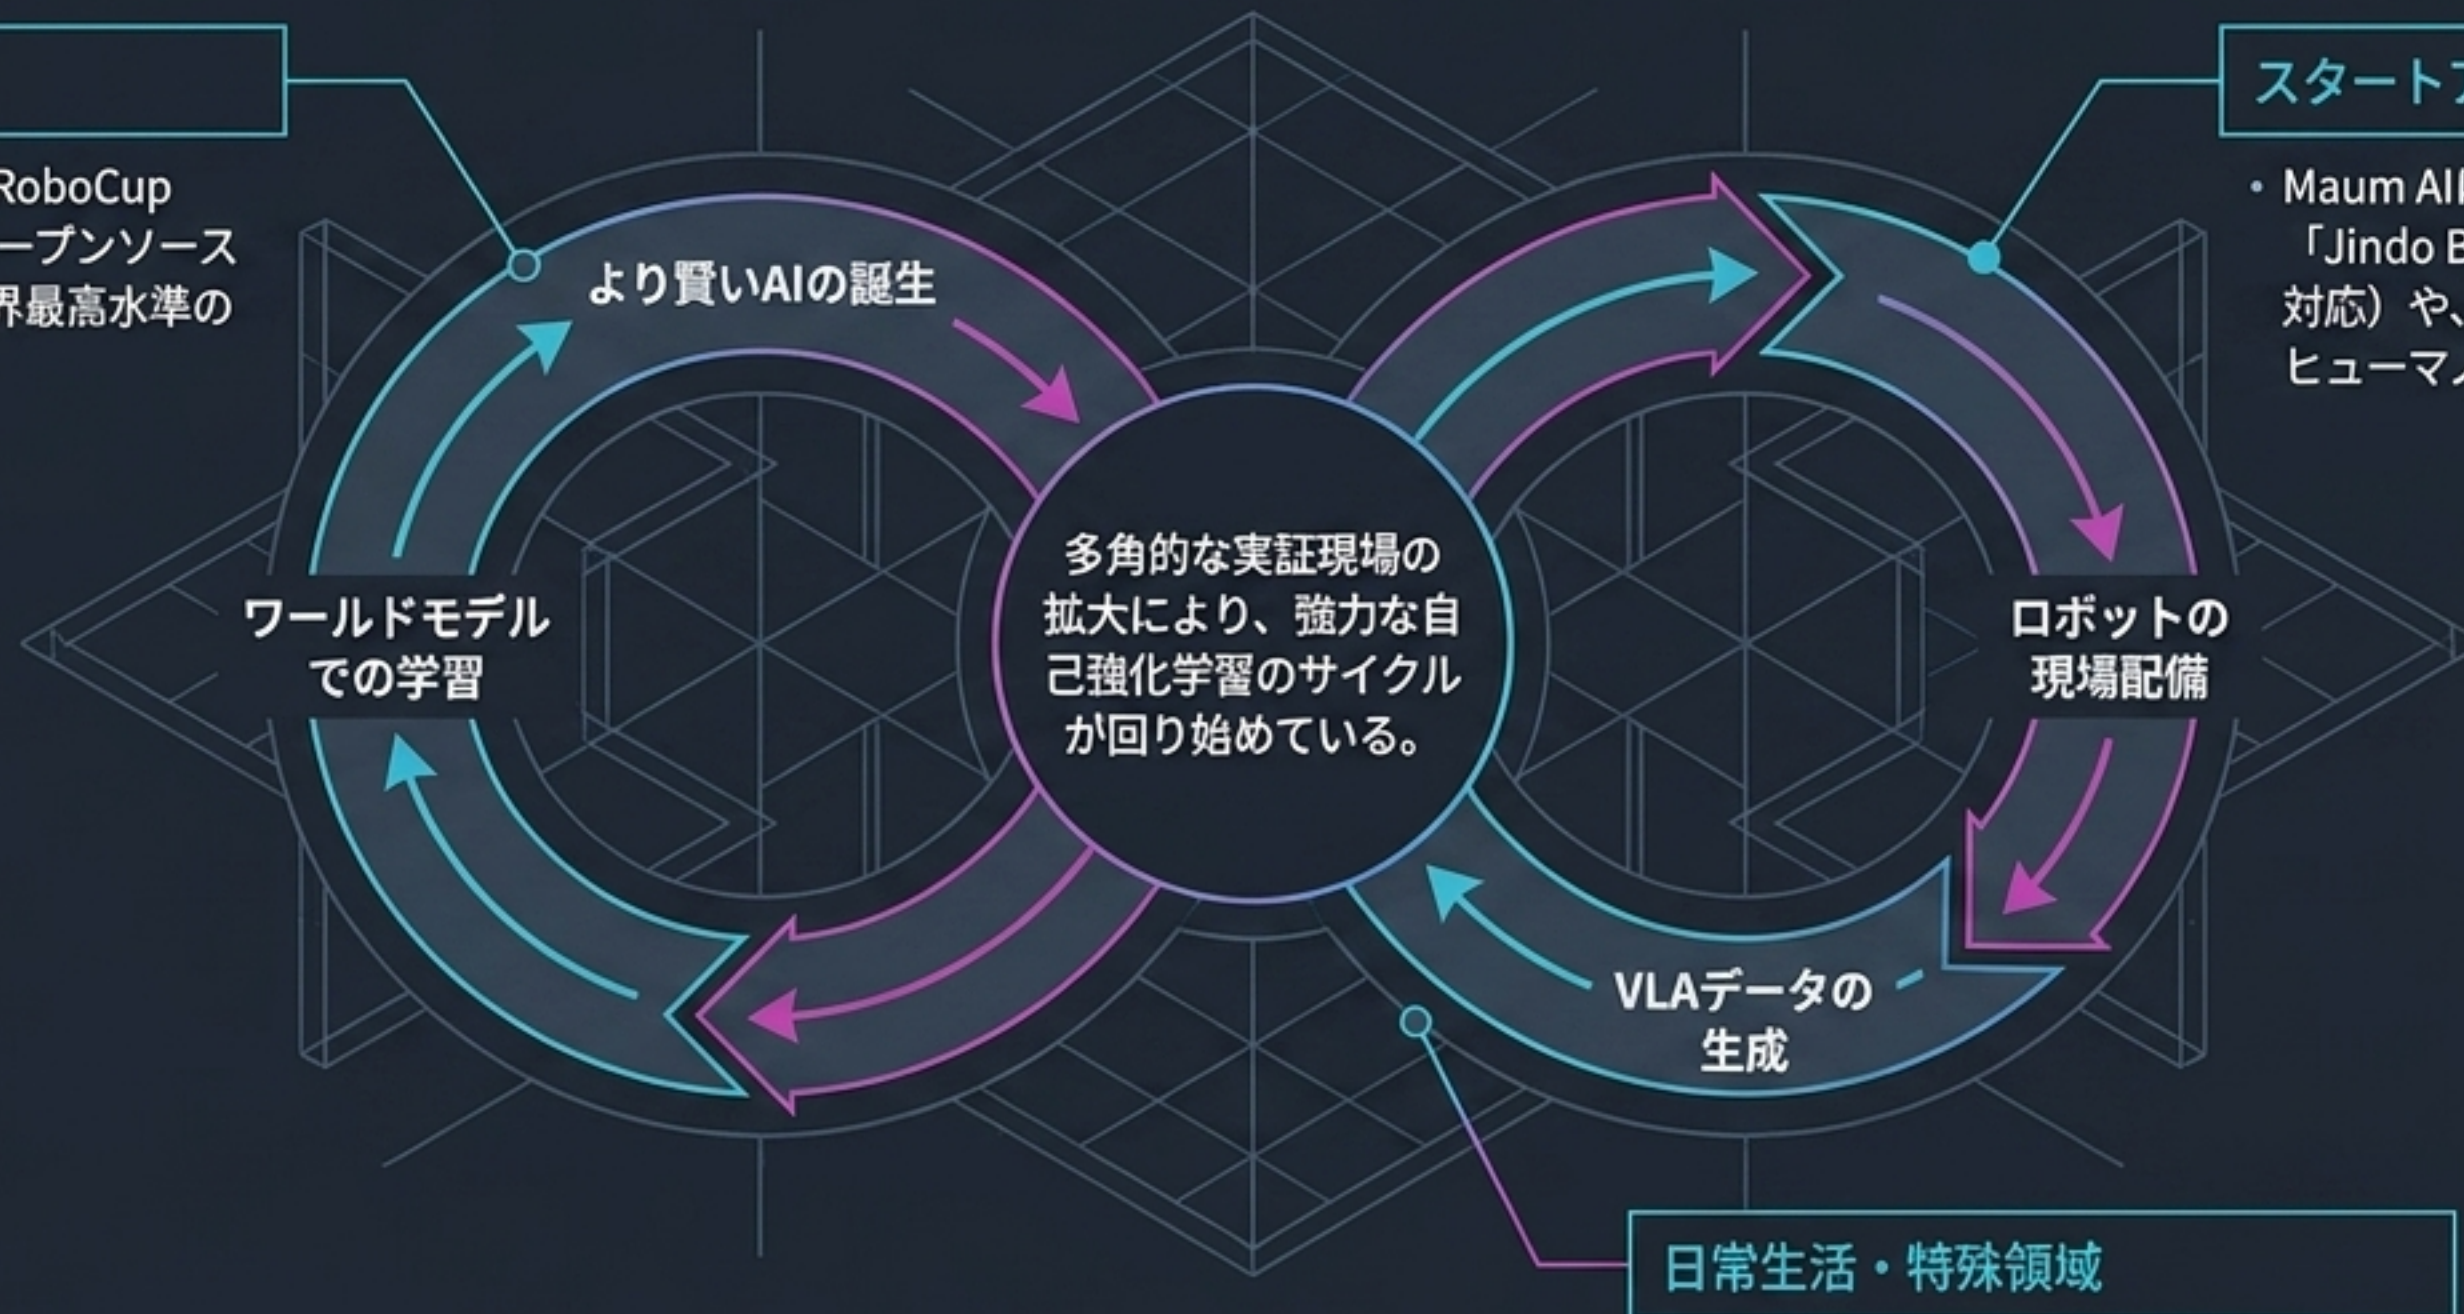 RoboCup
ープンソース
界最高水準の
より賢いAIの誕生
ワールドモデル
での学習
多角的な実証現場の
拡大により、強力な自
己強化学習のサイクル
が回り始めている。
スタート
• Maum AI
「Jindo B
対応）や、
ヒューマ
ロボットの
現場配備
VLAデータの
生成
日常生活・特殊領域